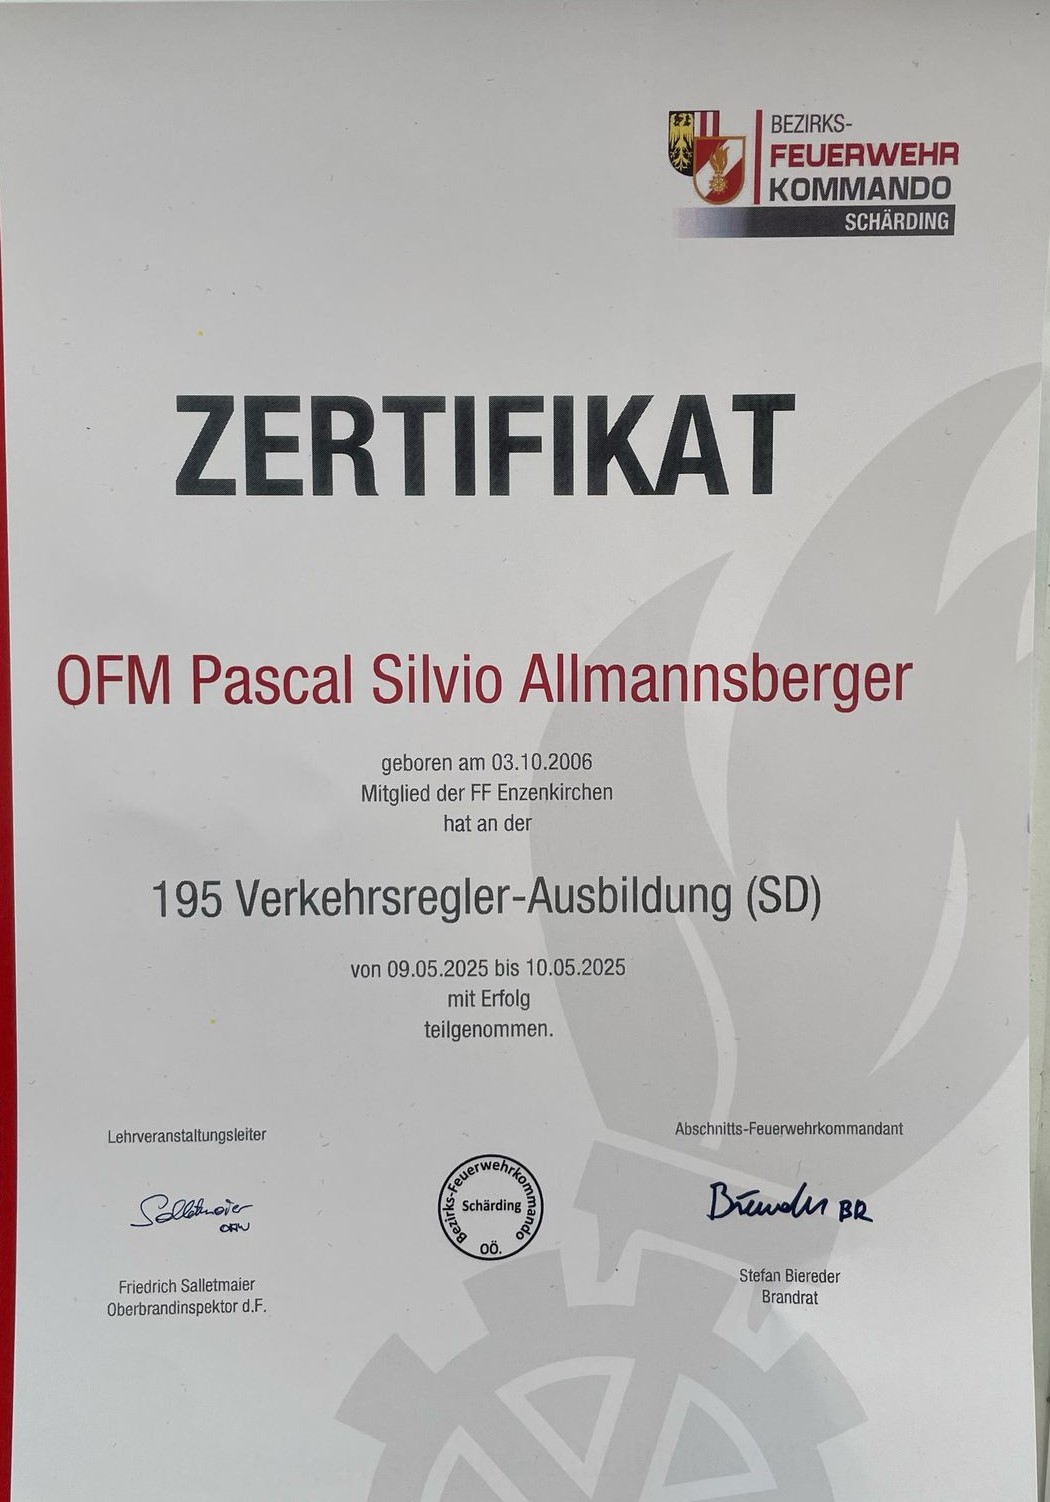 BEZIRKS-
FEUERWEHR
KOMMANDO
SCHÄRDING
ZERTIFIKAT
OFM Pascal Silvio Allmannsberger
geboren am 03.10.2006
Mitglied der FF Enzenkirchen
hat an der
195 Verkehrsregler-Ausbildung (SD)
von 09.05.2025 bis 10.05.2025
mit Erfolg
teilgenommen.
Lehrveranstaltungsleiter
Abschnitts-Feuerwehrkommandant
Bezirks-Feuerwehrkommando
Schärding
OÖ.
Salletmaier
BR
Friedrich Salletmaier
Oberbrandinspektor d.F.
Stefan Biereder
Brandrat